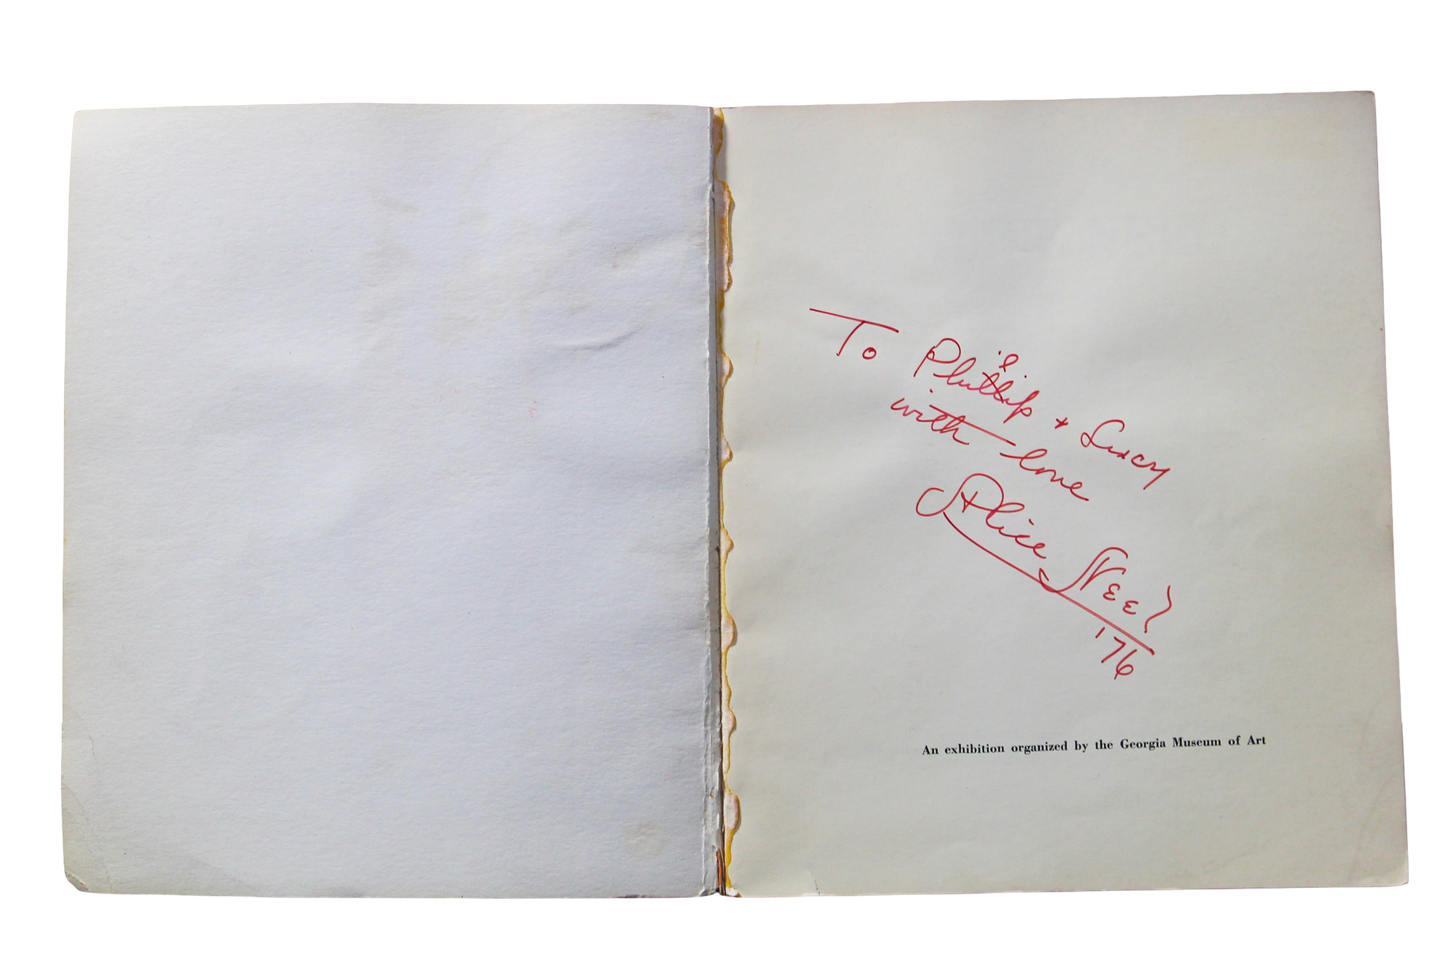 To Phillip + Lucy
with love
Alice Neel
'76
An exhibition organized by the Georgia Museum of Art